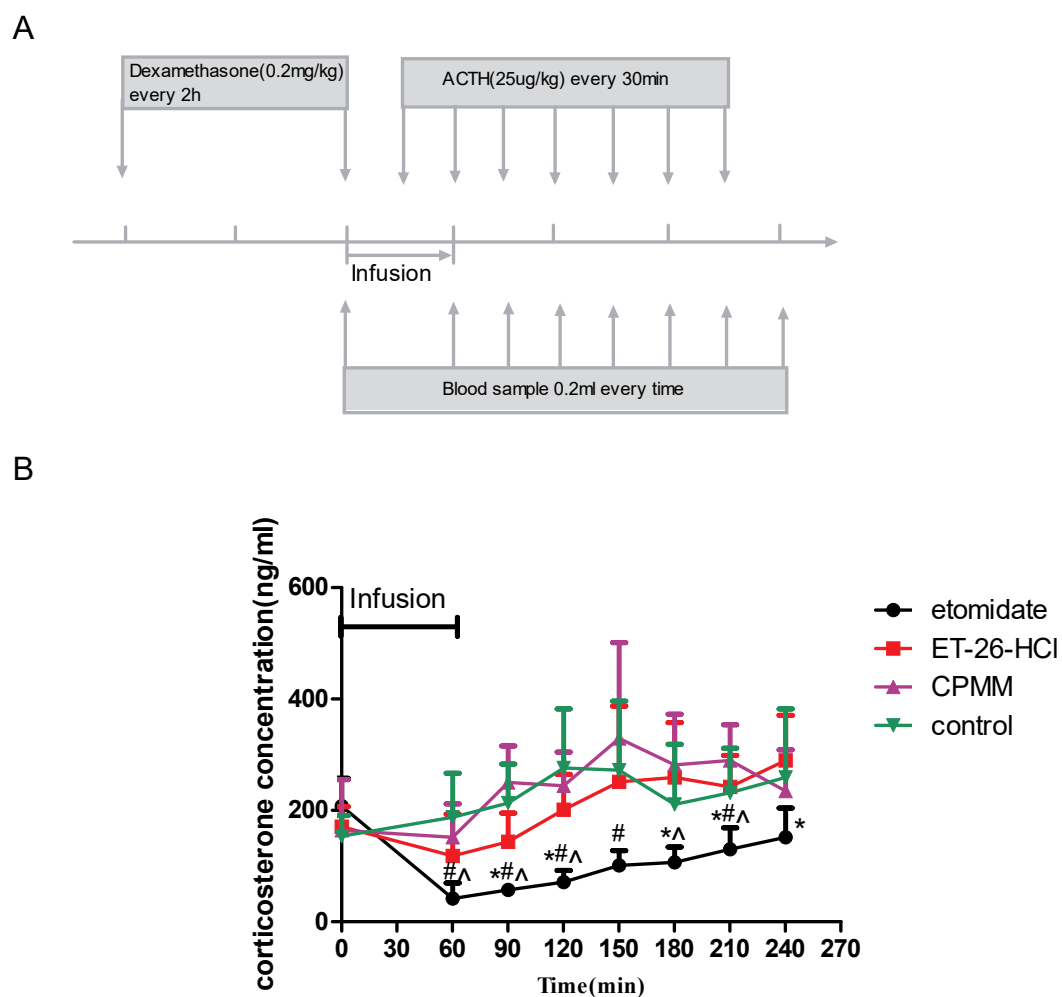 A
Dexamethasone(0.2mg/kg)
every 2h
ACTH(25ug/kg) every 30min
Infusion
Blood sample 0.2ml every time
B
corticosterone concentration(ng/ml)
600
400
200
0
Infusion
#^
*#^
*#^
#
*^
*#^
*
0 30 60 90 120 150 180 210 240 270
Time(min)
etomidate
ET-26-HCl
CPMM
control